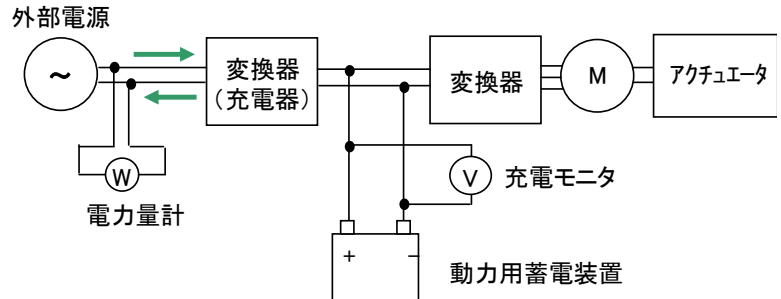 外部電源
~
変換器
（充電器）
変換器
M
アクチュエータ
W
電力量計
V
充電モニタ
+
−
動力用蓄電装置